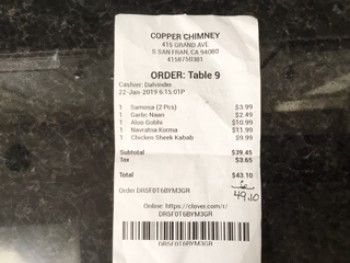 COPPER CHIMNEY
415 GRAND AVE
S SAN FRAN, CA 94080
4158750381
ORDER: Table 9
Cashier: Dalvinder
22-Jan-2019 6:15:01P
1 Samosa (2 Pcs) $3.99
1 Garlic Naan $2.49
1 Aloo Gobhi $10.99
1 Navratna Korma $11.99
1 Chicken Sheek Kabab $9.99
Subtotal $39.45
Tax $3.65
Total $43.10
6
Order DR5F0T6BYM3GR
49.10
Online: https://clover.com/r/
DR5F0T6BYM3GR
DR5F0T6BYM3GR